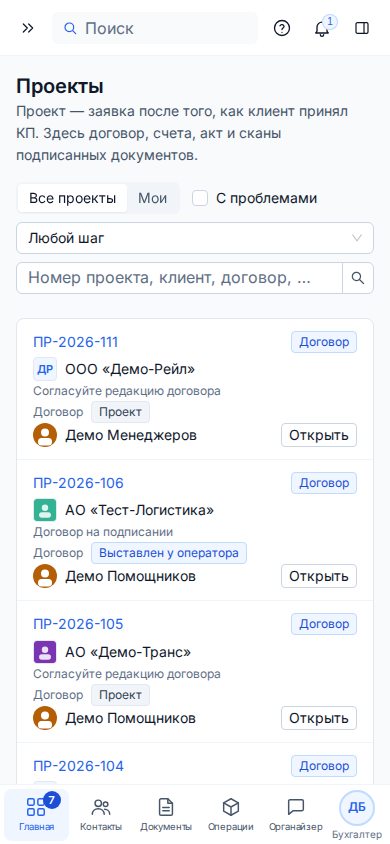 Поиск
1
Проекты
Проект — заявка после того, как клиент принял
КП. Здесь договор, счета, акт и сканы
подписанных документов.
Все проекты Мои С проблемами
Любой шаг
Номер проекта, клиент, договор, ...
ПР-2026-111 Договор
ДР ООО «Демо-Рейл»
Согласуйте редакцию договора
Договор Проект
Демо Менеджеров Открыть
ПР-2026-106 Договор
АО «Тест-Логистика»
Договор на подписании
Договор Выставлен у оператора
Демо Помощников Открыть
ПР-2026-105 Договор
АО «Демо-Транс»
Согласуйте редакцию договора
Договор Проект
Демо Помощников Открыть
ПР-2026-104 Договор
7 ДБ
Главная Контакты Документы Операции Органайзер Бухгалтер